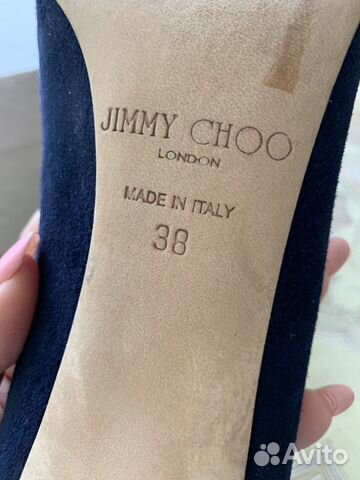 JIMMY CHOO
LONDON
MADE IN ITALY
38
Avito